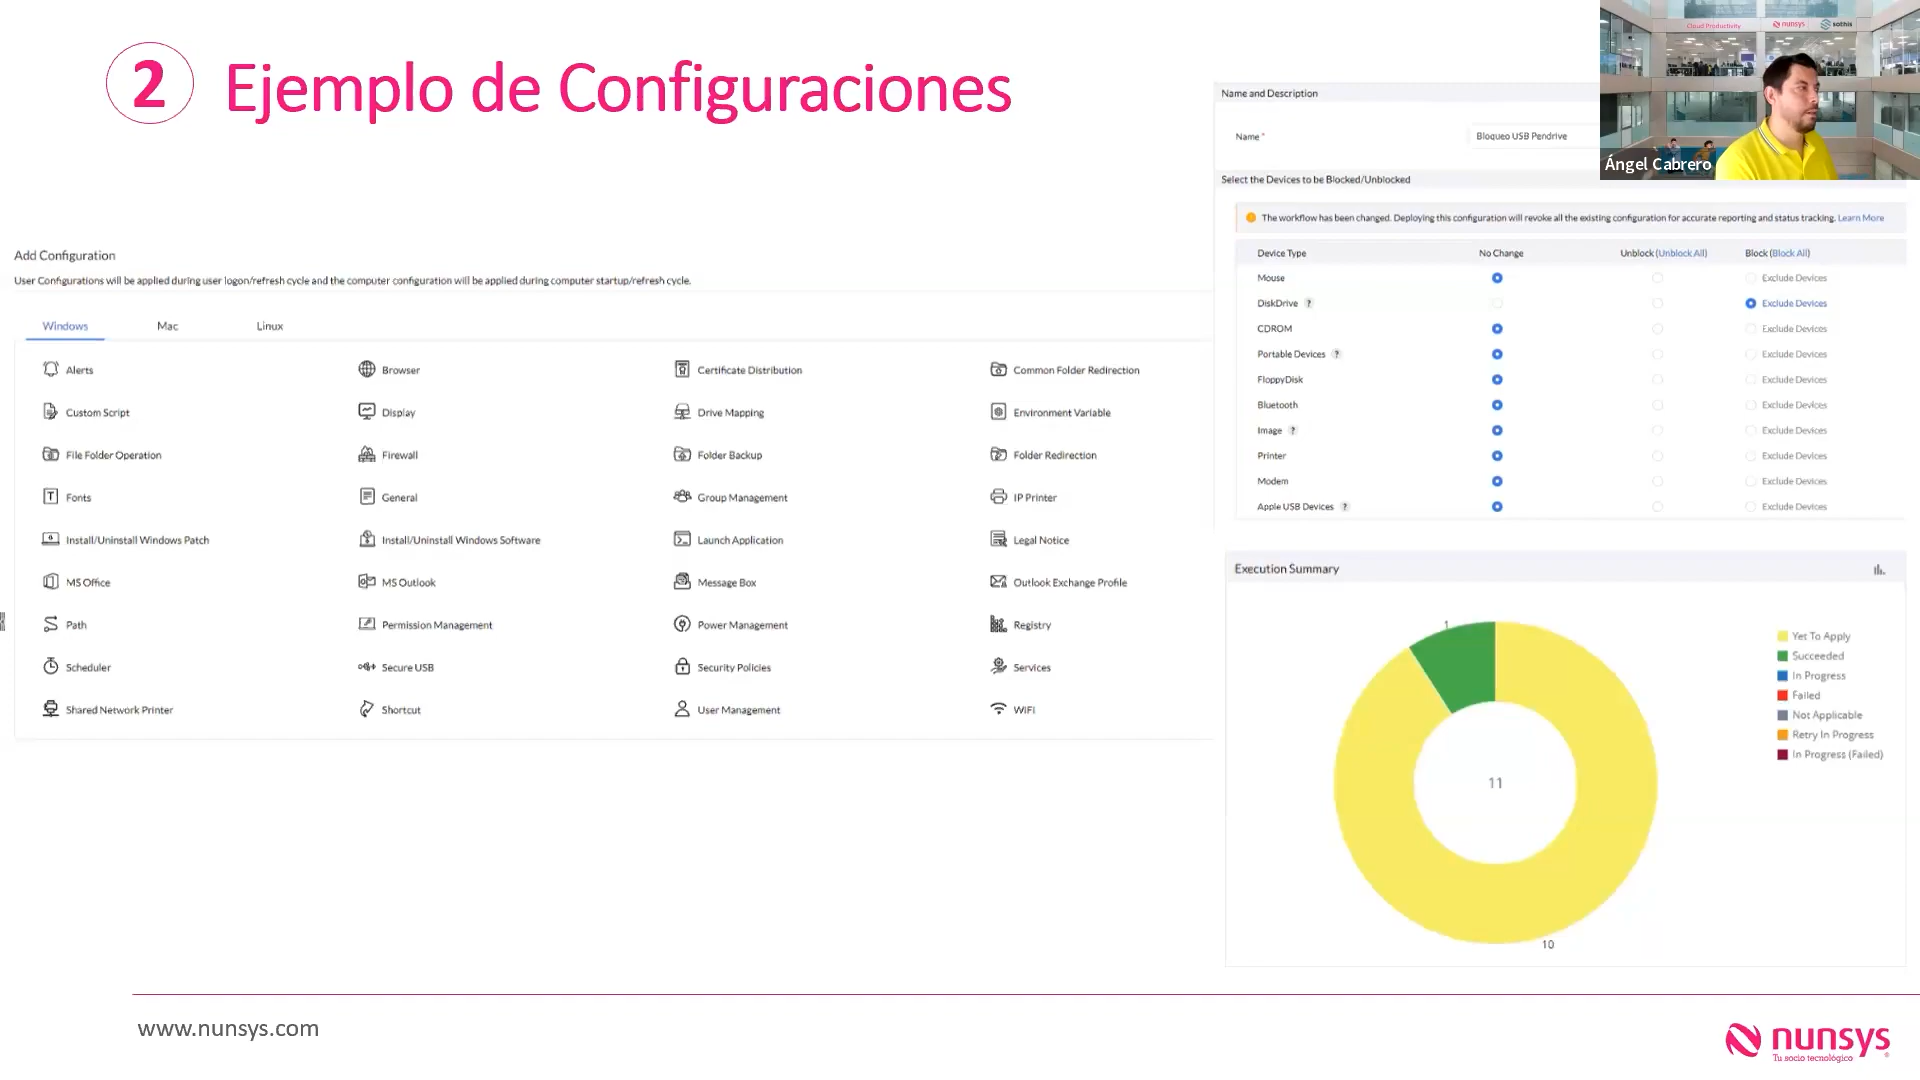 2 Ejemplo de Configuraciones
Cloud Productivity nunsys sothis
Ángel Cabrero
Add Configuration
User Configurations will be applied during user logon/refresh cycle and the computer configuration will be applied during computer startup/refresh cycle.
Windows Mac Linux
Alerts Browser Certificate Distribution Common Folder Redirection
Custom Script Display Drive Mapping Environment Variable
File Folder Operation Firewall Folder Backup Folder Redirection
Fonts General Group Management IP Printer
Install/Uninstall Windows Patch Install/Uninstall Windows Software Launch Application Legal Notice
MS Office MS Outlook Message Box Outlook Exchange Profile
Path Permission Management Power Management Registry
Scheduler Secure USB Security Policies Services
Shared Network Printer Shortcut User Management WIFI
Name and Description
Name * Bloqueo USB Pendrive
Select the Devices to be Blocked/Unblocked
The workflow has been changed. Deploying this configuration will revoke all the existing configuration for accurate reporting and status tracking. Learn More
Device Type No Change Unblock (Unblock All) Block (Block All)
Mouse Exclude Devices
DiskDrive ? Exclude Devices
CDROM Exclude Devices
Portable Devices ? Exclude Devices
FloppyDisk Exclude Devices
Bluetooth Exclude Devices
Image ? Exclude Devices
Printer Exclude Devices
Modem Exclude Devices
Apple USB Devices ? Exclude Devices
Execution Summary
1
11
10
Yet To Apply
Succeeded
In Progress
Failed
Not Applicable
Retry In Progress
In Progress (Failed)
www.nunsys.com
nunsys
Tu socio tecnológico